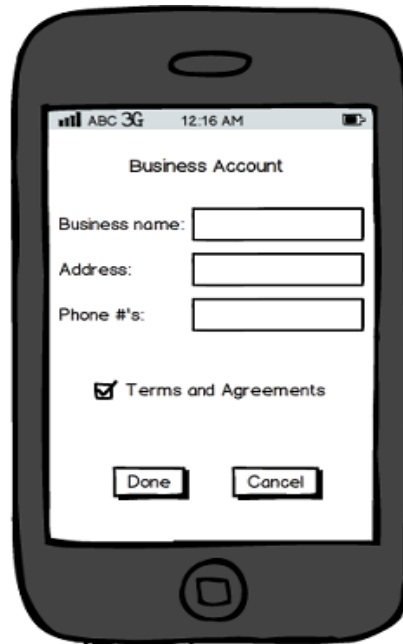 ABC 3G 12:16 AM
Business Account
Business name:
Address:
Phone #'s:
Terms and Agreements
Done Cancel